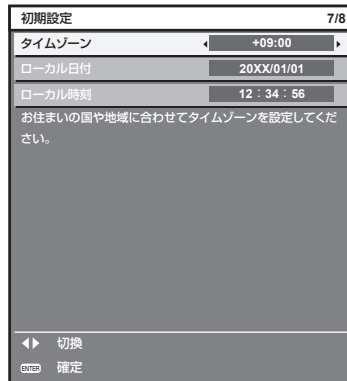 初期設定 7/8
タイムゾーン +09:00
ローカル日付 20XX/01/01
ローカル時刻 12：34：56
お住まいの国や地域に合わせてタイムゾーンを設定してくだ
さい。
切換
ENTER 確定